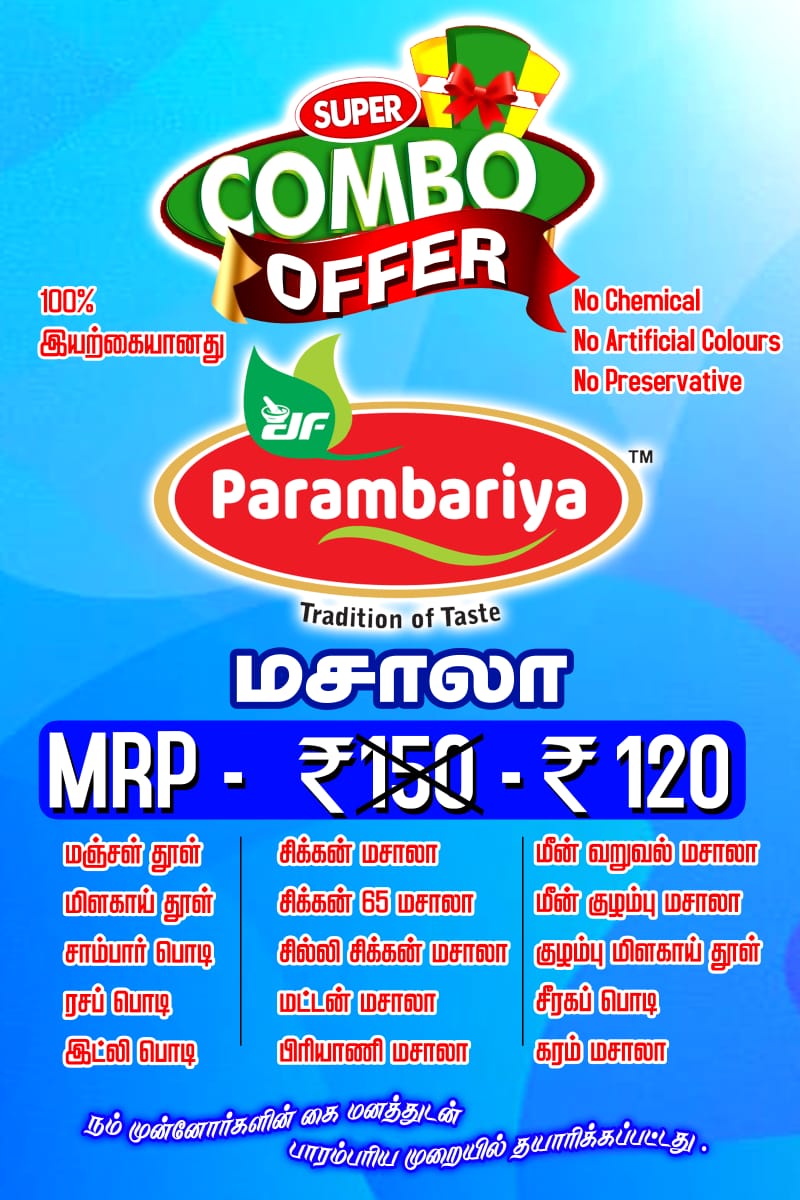 SUPER
COMBO
OFFER
100%
இயற்கையானது
No Chemical
No Artificial Colours
No Preservative
Parambariya
TM
Tradition of Taste
மசாலா
MRP - ₹150 - ₹ 120
மஞ்சள் தூள்
மிளகாய் தூள்
சாம்பார் பொடி
ரசப் பொடி
இட்லி பொடி
சிக்கன் மசாலா
சிக்கன் 65 மசாலா
சில்லி சிக்கன் மசாலா
மட்டன் மசாலா
பிரியாணி மசாலா
மீன் வறுவல் மசாலா
மீன் குழம்பு மசாலா
குழம்பு மிளகாய் தூள்
சீரகப் பொடி
கரம் மசாலா
நம் முன்னோர்களின் கை மனத்துடன்
பாரம்பரிய முறையில் தயாரிக்கப்பட்டது .